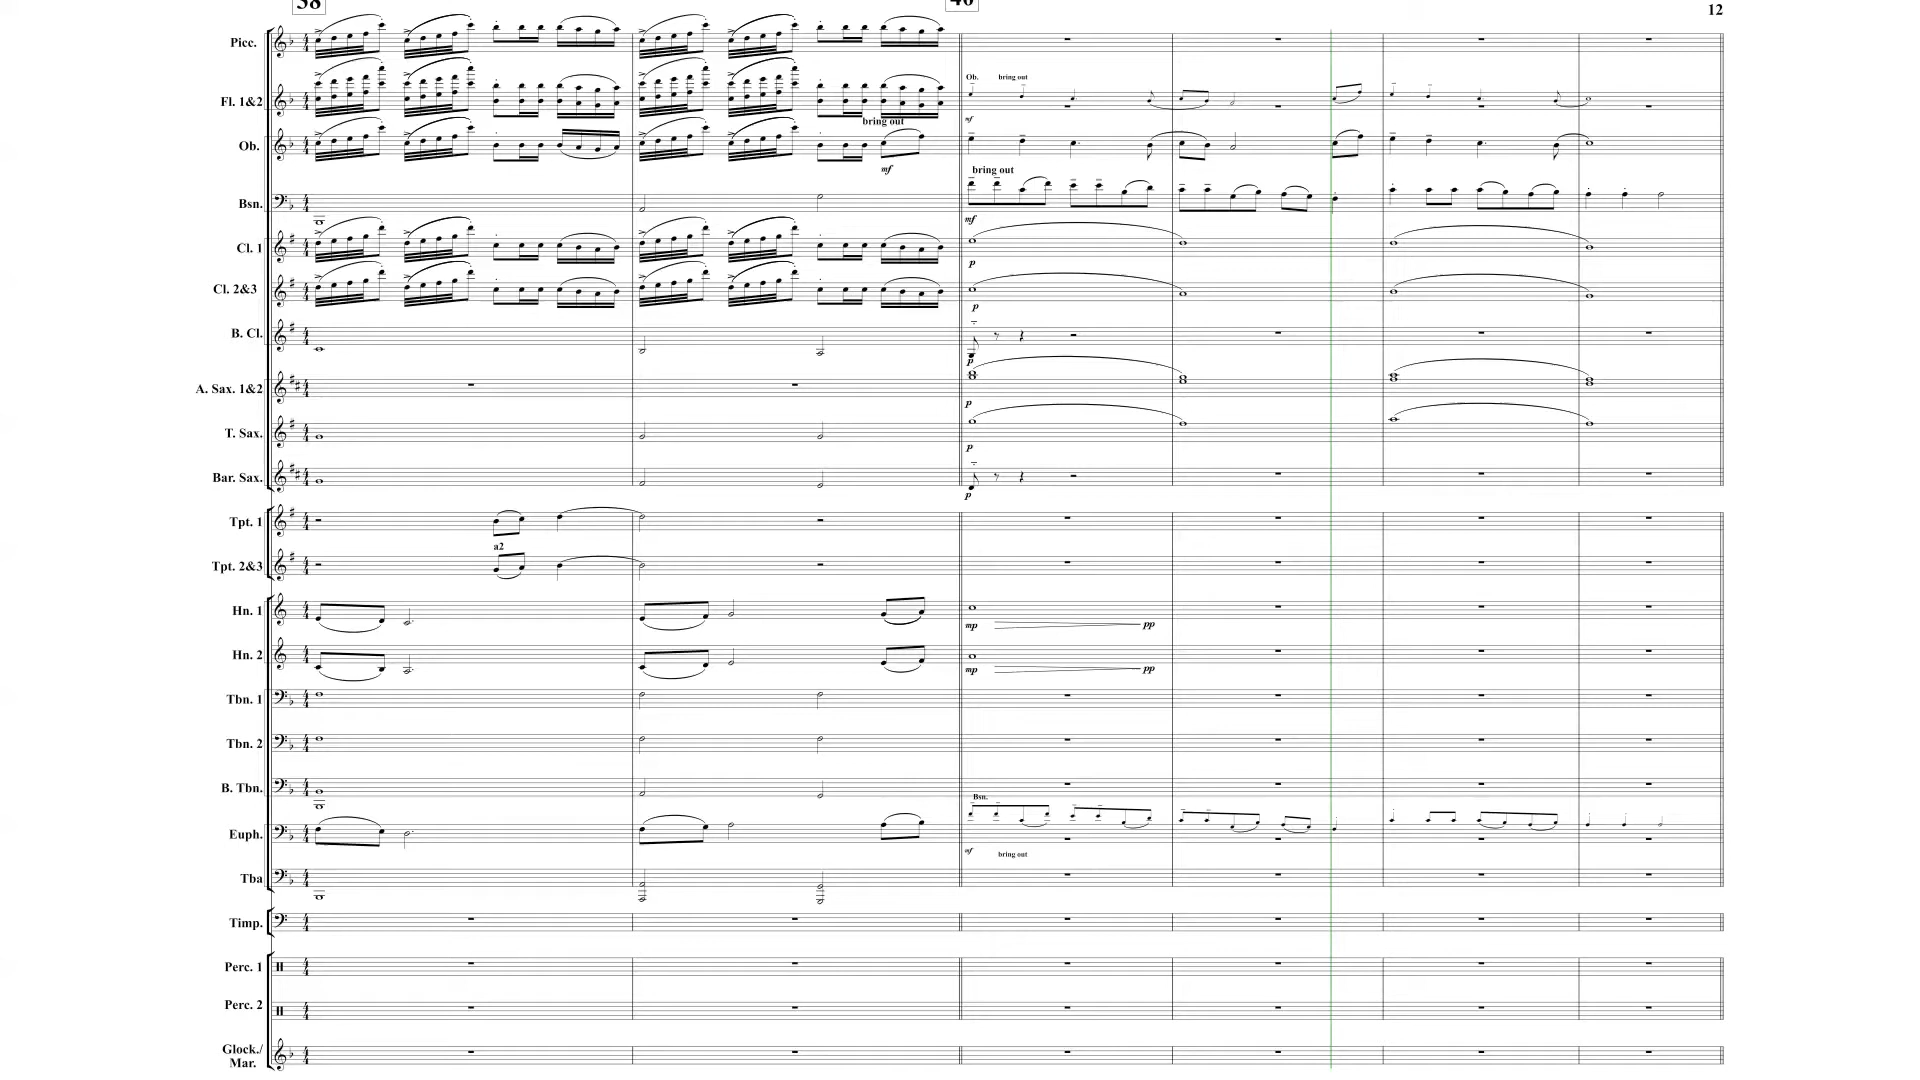 38
40
12
Picc.
Fl. 1&2
Ob.
bring out
bring out
mf
Ob.
bring out
mf
Bsn.
bring out
mf
Cl. 1
p
Cl. 2&3
p
B. Cl.
p
A. Sax. 1&2
p
T. Sax.
p
Bar. Sax.
p
Tpt. 1
a2
Tpt. 2&3
Hn. 1
mp
pp
Hn. 2
mp
pp
Tbn. 1
Tbn. 2
B. Tbn.
Bsn.
Euph.
mf
bring out
Tba
Timp.
Perc. 1
Perc. 2
Glock./
Mar.